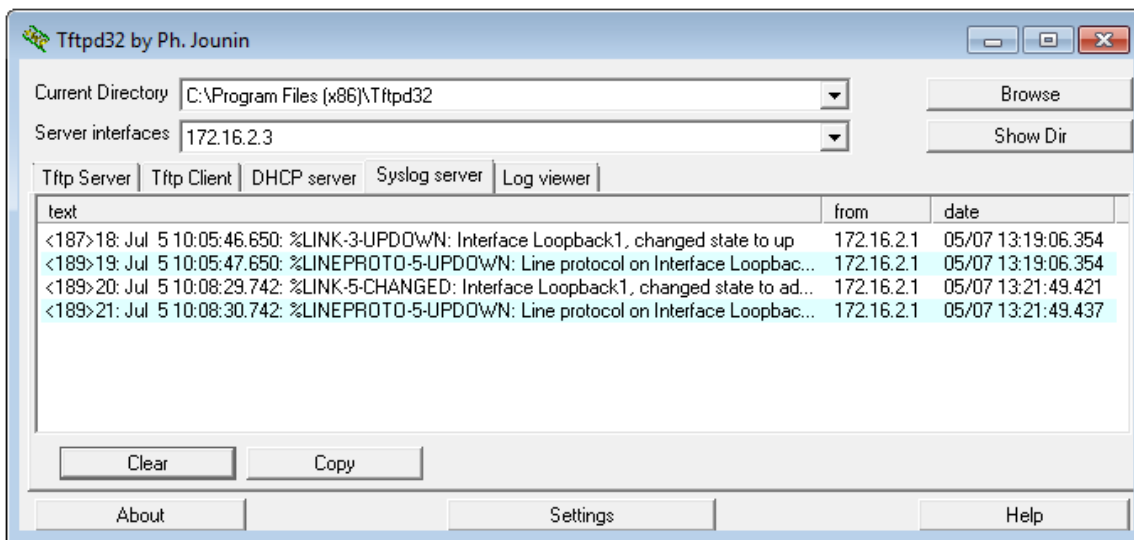 Tftpd32 by Ph. Jounin
Current Directory C:\Program Files (x86)\Tftpd32 Browse
Server interfaces 172.16.2.3 Show Dir
Tftp Server Tftp Client DHCP server Syslog server Log viewer
text from date
<187>18: Jul 5 10:05:46.650: %LINK-3-UPDOWN: Interface Loopback1, changed state to up 172.16.2.1 05/07 13:19:06.354
<189>19: Jul 5 10:05:47.650: %LINEPROTO-5-UPDOWN: Line protocol on Interface Loopbac... 172.16.2.1 05/07 13:19:06.354
<189>20: Jul 5 10:08:29.742: %LINK-5-CHANGED: Interface Loopback1, changed state to ad... 172.16.2.1 05/07 13:21:49.421
<189>21: Jul 5 10:08:30.742: %LINEPROTO-5-UPDOWN: Line protocol on Interface Loopbac... 172.16.2.1 05/07 13:21:49.437
Clear Copy
About Settings Help